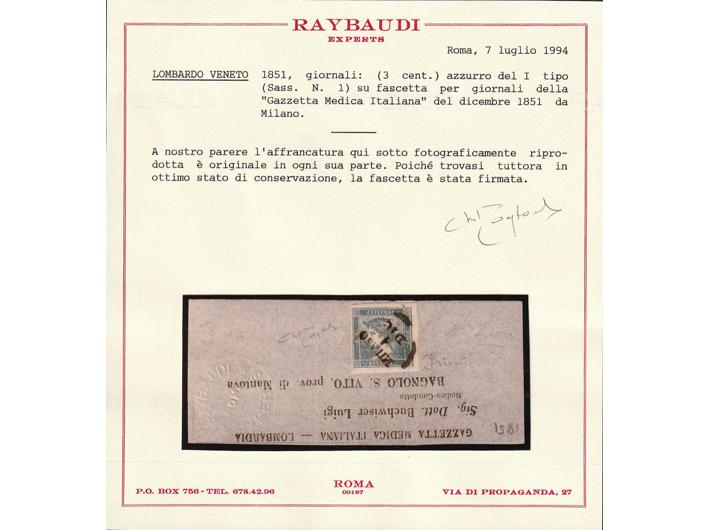 RAYBAUDI
EXPERTS
Roma, 7 luglio 1994
LOMBARDO VENETO 1851, giornali: (3 cent.) azzurro del I tipo
(Sass. N. 1) su fascetta per giornali della
"Gazzetta Medica Italiana" del dicembre 1851 da
Milano.
A nostro parere l'affrancatura qui sotto fotograficamente ripro-
dotta è originale in ogni sua parte. Poiché trovasi tuttora in
ottimo stato di conservazione, la fascetta è stata firmata.
GAZZETTA MEDICA ITALIANA — LOMBARDIA
Sig. Dott. Buchwiser Luigi
Medico-Condotto
BAGNOLO S. VITO, prov. di Mantova
MILANO
DIC
1851
ROMA
00187
P.O. BOX 756 - TEL. 678.42.96
VIA DI PROPAGANDA, 27